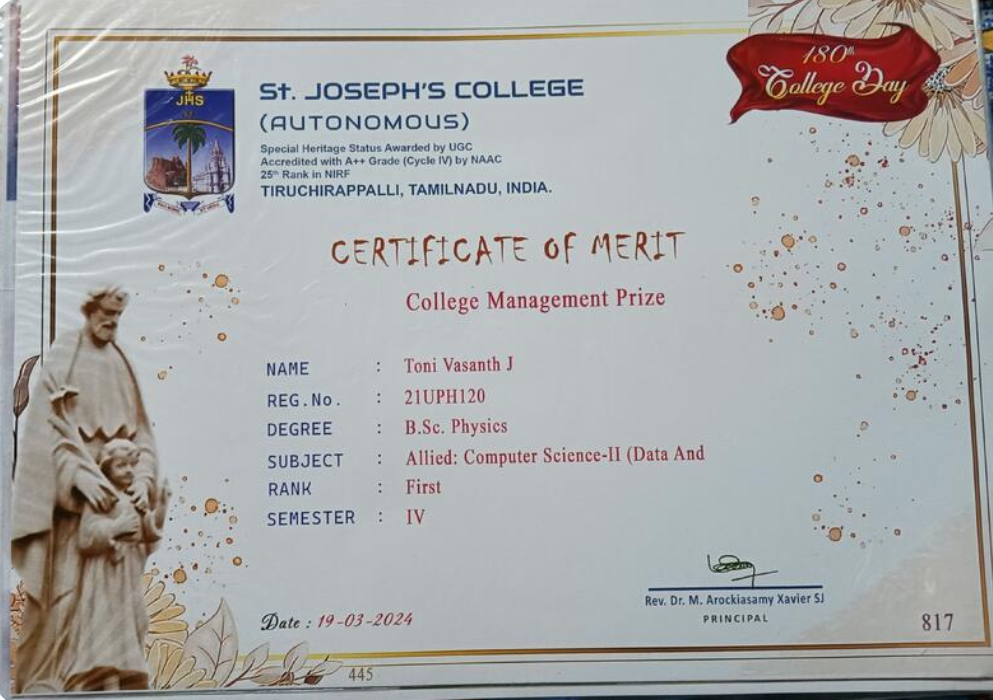 JHS
St. JOSEPH'S COLLEGE
(AUTONOMOUS)
Special Heritage Status Awarded by UGC
Accredited with A++ Grade (Cycle IV) by NAAC
25th Rank in NIRF
TIRUCHIRAPPALLI, TAMILNADU, INDIA.
180th
College Day
CERTIFICATE OF MERIT
College Management Prize
NAME : Toni Vasanth J
REG.No. : 21UPH120
DEGREE : B.Sc. Physics
SUBJECT : Allied: Computer Science-II (Data And
RANK : First
SEMESTER : IV
Rev. Dr. M. Arockiasamy Xavier SJ
PRINCIPAL
Date : 19-03-2024
817
445